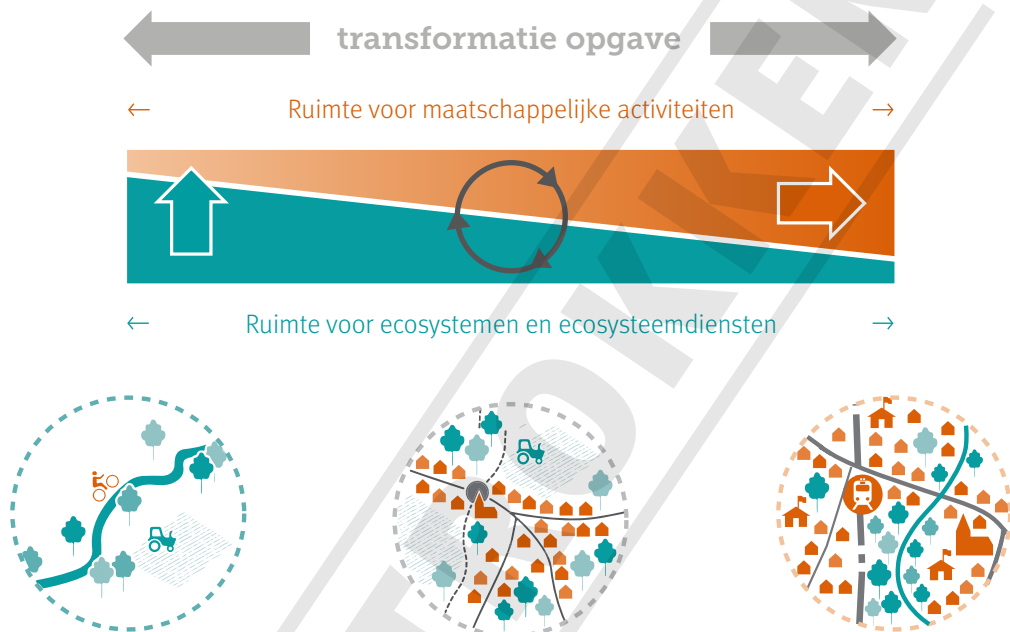 transformatie opgave
← Ruimte voor maatschappelijke activiteiten →
← Ruimte voor ecosystemen en ecosysteemdiensten →